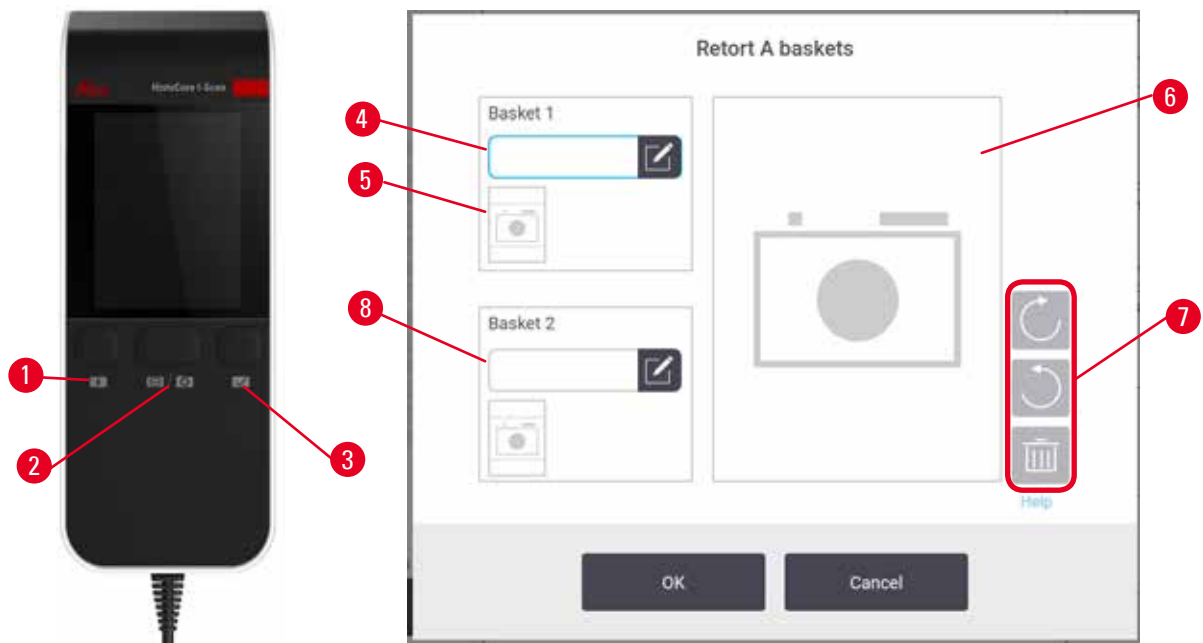 Leica
HistoCore I-Scan
1
2
3
Retort A baskets
4
Basket 1
5
6
7
8
Basket 2
Help
OK
Cancel